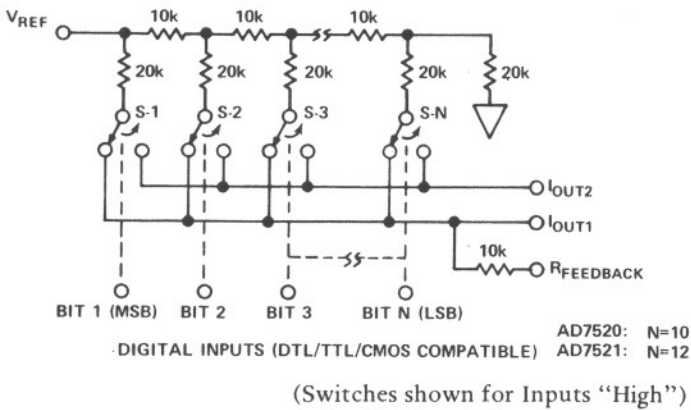 10k 10k 10k
VREF
20k 20k 20k 20k 20k
S-1 S-2 S-3 S-N
IOUT2
IOUT1
10k
RFEEDBACK
BIT 1 (MSB) BIT 2 BIT 3 BIT N (LSB)
AD7520: N=10
DIGITAL INPUTS (DTL/TTL/CMOS COMPATIBLE) AD7521: N=12
(Switches shown for Inputs “High”)